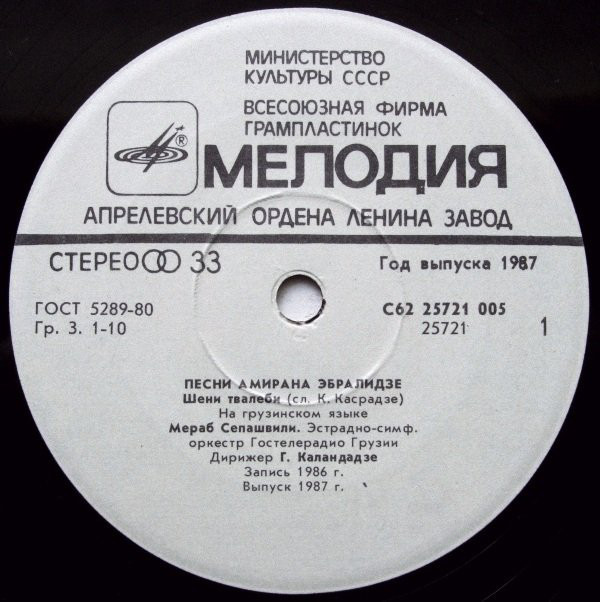 МИНИСТЕРСТВО
КУЛЬТУРЫ СССР
ВСЕСОЮЗНАЯ ФИРМА
ГРАМПЛАСТИНОК
®
МЕЛОДИЯ
АПРЕЛЕВСКИЙ ОРДЕНА ЛЕНИНА ЗАВОД
СТЕРЕО 33
Год выпуска 1987
ГОСТ 5289-80
Гр. 3. 1-10
С62 25721 005
25721 1
ПЕСНИ АМИРАНА ЭБРАЛИДЗЕ
Шени твалеби (сл. К. Касрадзе)
На грузинском языке
Мераб Сепашвили. Эстрадно-симф.
оркестр Гостелерадио Грузии
Дирижер Г. Каландадзе
Запись 1986 г.
Выпуск 1987 г.